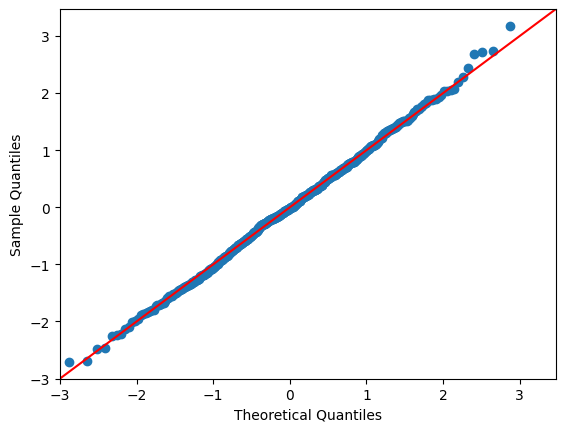 3
2
1
0
−1
−2
−3
Sample Quantiles
−3 −2 −1 0 1 2 3
Theoretical Quantiles